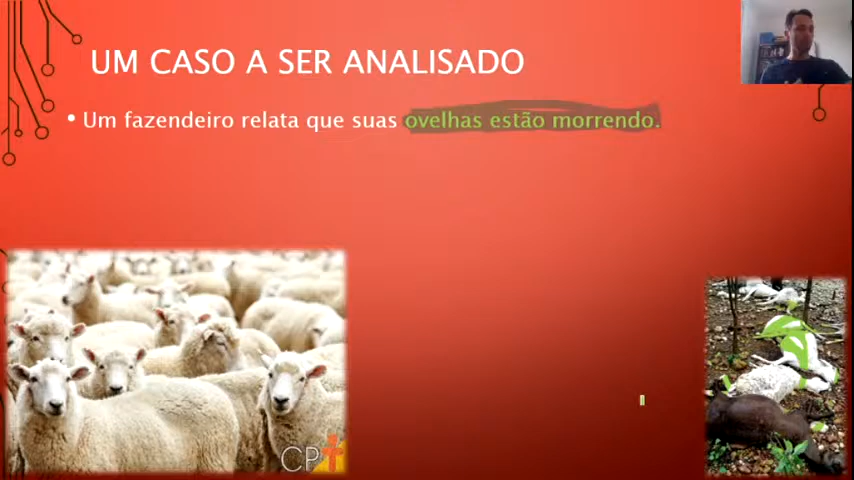 UM CASO A SER ANALISADO
• Um fazendeiro relata que suas ovelhas estão morrendo.
CPT